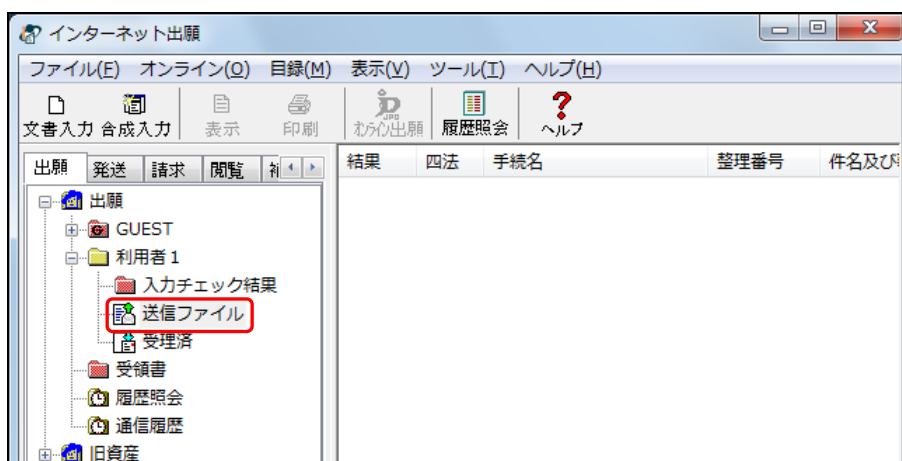 インターネット出願
ファイル(F) オンライン(O) 目録(M) 表示(V) ツール(T) ヘルプ(H)
文書入力 合成入力 表示 印刷 オンライン出願 履歴照会 ヘルプ
出願 発送 請求 閲覧
結果 四法 手続名 整理番号 件名及び
出願
GUEST
利用者1
入力チェック結果
送信ファイル
受理済
受領書
履歴照会
通信履歴
旧資産